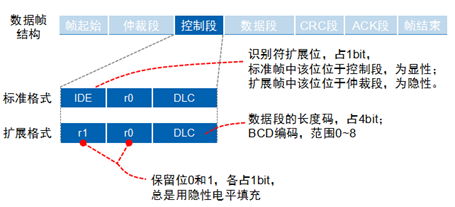 数据帧结构 帧起始 仲裁段 控制段 数据段 CRC段 ACK段 帧结束
识别符扩展位，占1bit，
标准帧中该位位于控制段，为显性；
扩展帧中该位位于仲裁段，为隐性。
标准格式 IDE r0 DLC
扩展格式 r1 r0 DLC
数据段的长度码，占4bit；
BCD编码，范围0~8
保留位0和1，各占1bit，
总是用隐性电平填充